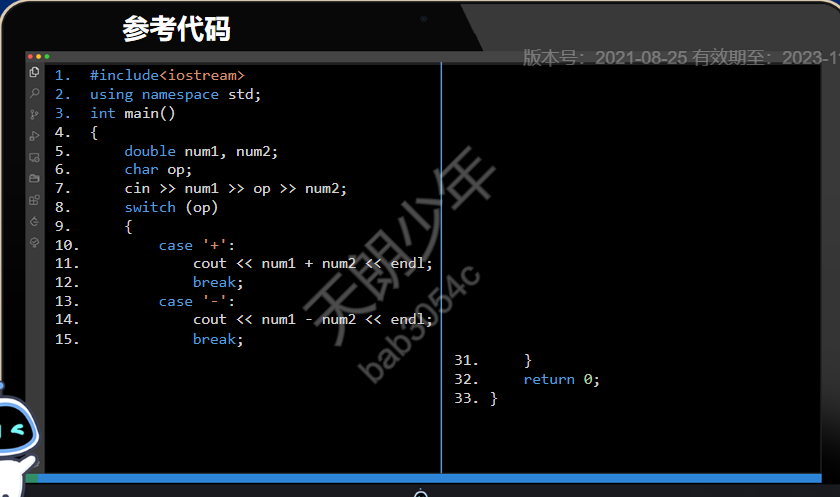 参考代码
版本号：2021-08-25 有效期至：2023-1
1. #include<iostream>
2. using namespace std;
3. int main()
4. {
5.     double num1, num2;
6.     char op;
7.     cin >> num1 >> op >> num2;
8.     switch (op)
9.     {
10.         case '+':
11.             cout << num1 + num2 << endl;
12.             break;
13.         case '-':
14.             cout << num1 - num2 << endl;
15.             break;
31.     }
32.     return 0;
33. }
天朗少年
bab3054c